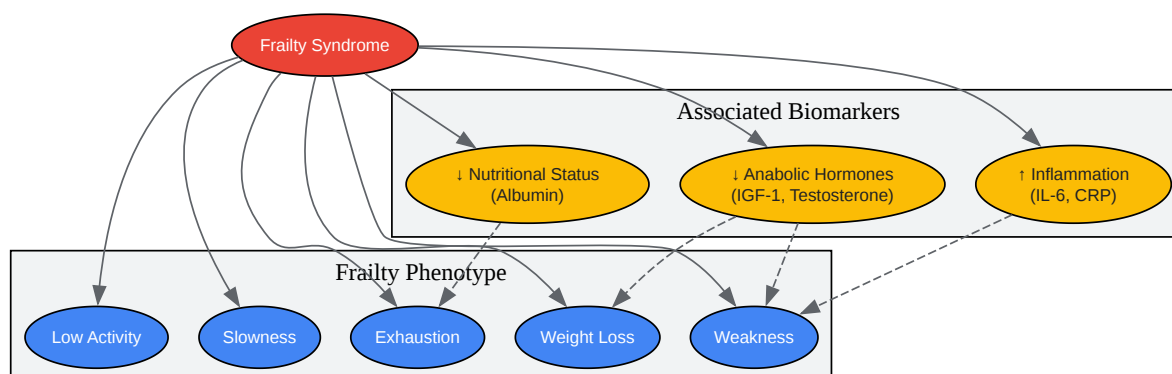 Frailty Syndrome
Associated Biomarkers
↓ Nutritional Status
(Albumin)
↓ Anabolic Hormones
(IGF-1, Testosterone)
↑ Inflammation
(IL-6, CRP)
Frailty Phenotype
Low Activity
Slowness
Exhaustion
Weight Loss
Weakness